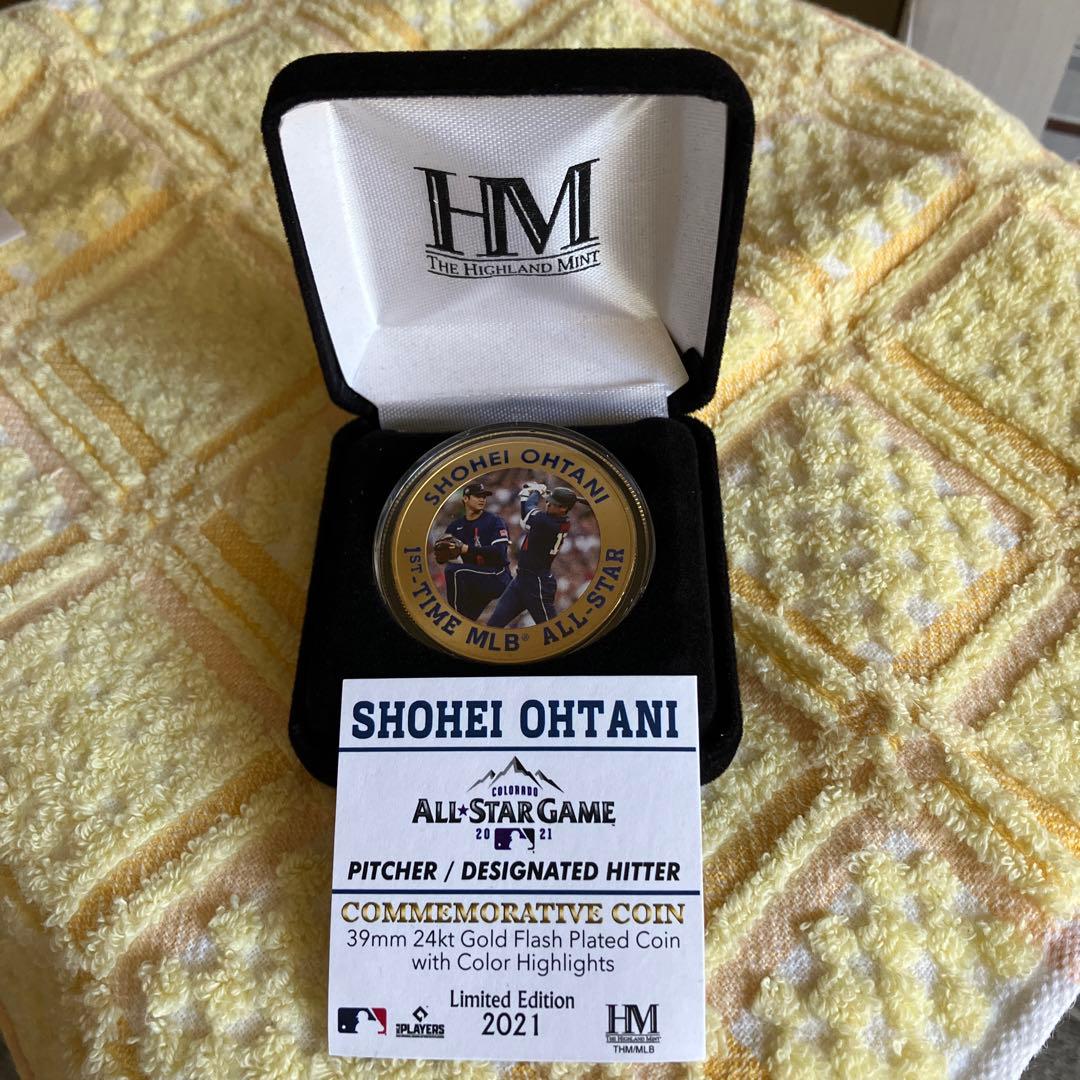 HM
THE HIGHLAND MINT
SHOHEI OHTANI
1ST-TIME MLB® ALL-STAR
17
SHOHEI OHTANI
COLORADO
ALL★STAR GAME
20 21
PITCHER / DESIGNATED HITTER
COMMEMORATIVE COIN
39mm 24kt Gold Flash Plated Coin
with Color Highlights
Limited Edition
2021
PLAYERS
HM
THE HIGHLAND MINT
THM/MLB